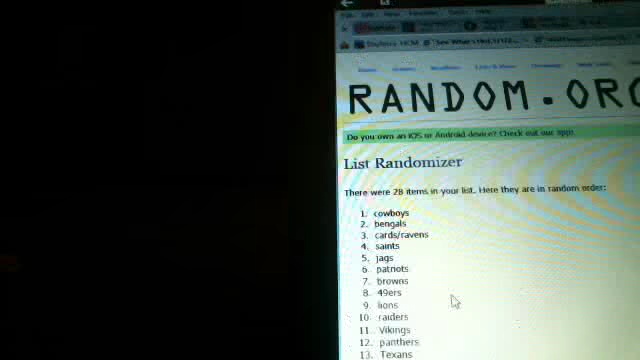 RANDOM.ORG
Do you own an iOS or Android device? Check out our app!
List Randomizer
There were 28 items in your list. Here they are in random order:
1. cowboys
2. bengals
3. cards/ravens
4. saints
5. jags
6. patriots
7. browns
8. 49ers
9. lions
10. raiders
11. Vikings
12. panthers
13. Texans